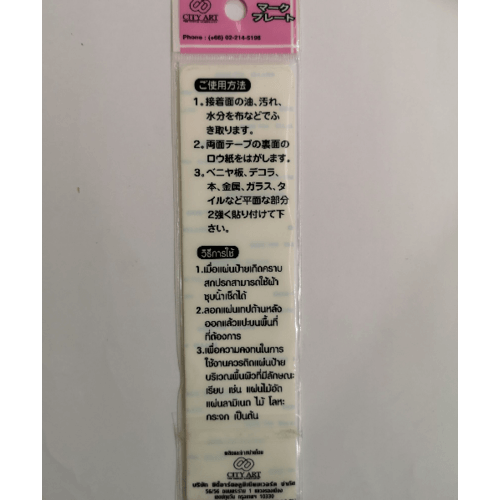 CITY ART
マーク
プレート
Phone : (+66) 02-214-5108
ご使用方法
1。接着面の油、汚れ、
水分を布などでふ
き取ります。
2。両面テープの裏面の
ロウ紙をはがします。
3。ベニヤ板、デコラ、
本、金属、ガラス、タ
イルなど平面な部分
2強く貼り付けて下
さい。
วิธีการใช้
1.เมื่อแผ่นป้ายเกิดคราบ
สกปรกสามารถใช้ผ้า
ชุบน้ำเช็ดได้
2.ลอกแผ่นเทปด้านหลัง
ออกแล้วแปะบนพื้นที่
ที่ต้องการ
3.เพื่อความคงทนในการ
ใช้งานควรติดแผ่นป้าย
บริเวณพื้นผิวที่มีลักษณะ
เรียบ เช่น แผ่นไม้อัด
แผ่นลามิเนต ไม้ โลหะ
กระจก เป็นต้น
CITY ART